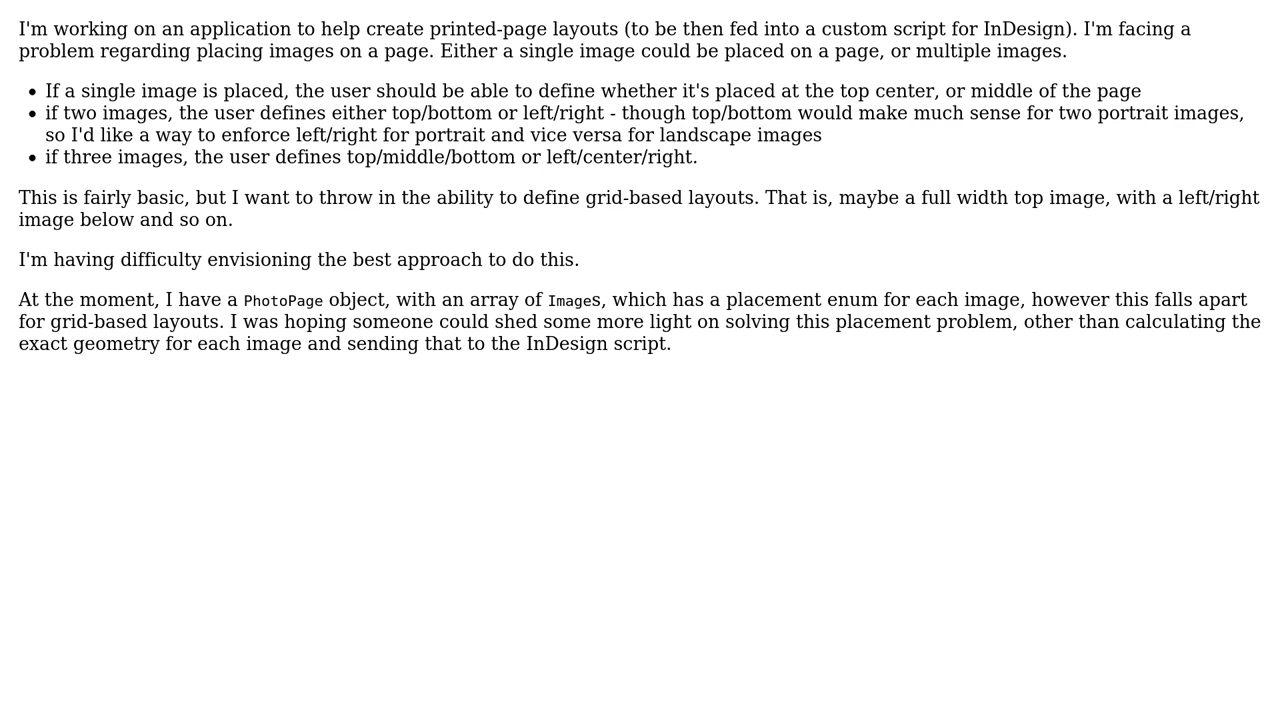 I'm working on an application to help create printed-page layouts (to be then fed into a custom script for InDesign). I'm facing a
problem regarding placing images on a page. Either a single image could be placed on a page, or multiple images.
• If a single image is placed, the user should be able to define whether it's placed at the top center, or middle of the page
• if two images, the user defines either top/bottom or left/right - though top/bottom would make much sense for two portrait images,
so I'd like a way to enforce left/right for portrait and vice versa for landscape images
• if three images, the user defines top/middle/bottom or left/center/right.
This is fairly basic, but I want to throw in the ability to define grid-based layouts. That is, maybe a full width top image, with a left/right
image below and so on.
I'm having difficulty envisioning the best approach to do this.
At the moment, I have a PhotoPage object, with an array of Images, which has a placement enum for each image, however this falls apart
for grid-based layouts. I was hoping someone could shed some more light on solving this placement problem, other than calculating the
exact geometry for each image and sending that to the InDesign script.